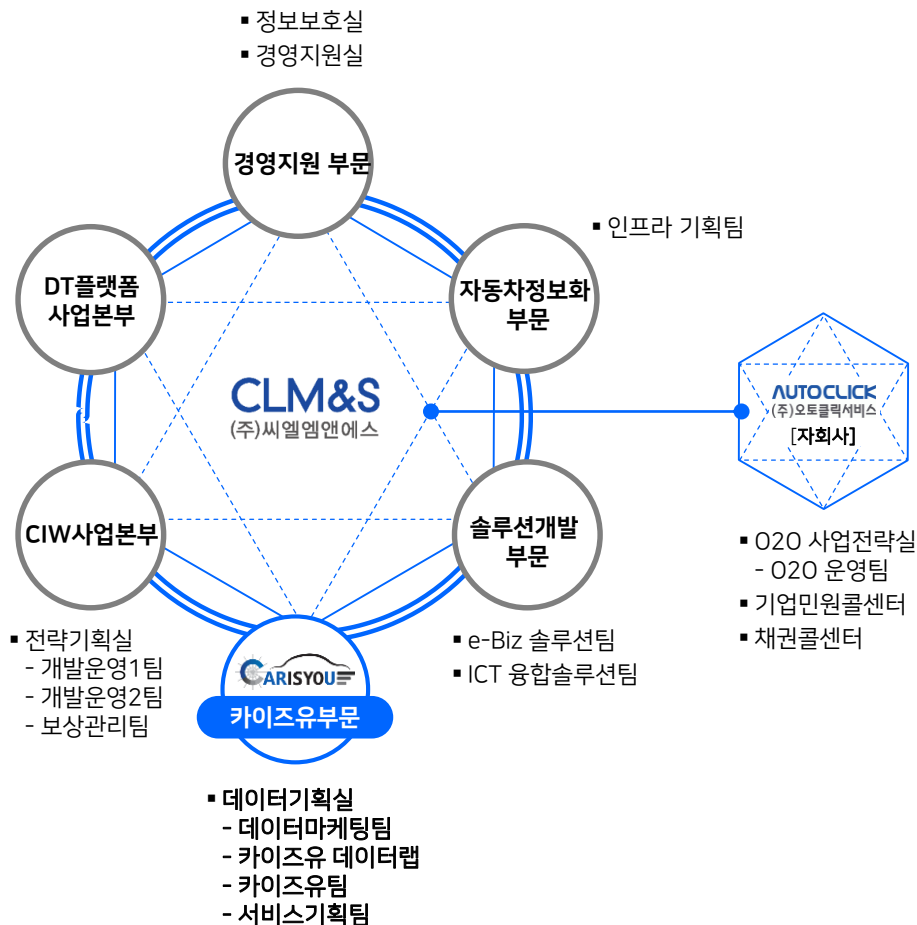 ▪ 정보보호실
▪ 경영지원실
경영지원 부문
▪ 인프라 기획팀
DT플랫폼
사업본부
자동차정보화
부문
CLM&S
(주)씨엘엠앤에스
AUTOCLICK
(주)오토클릭서비스
[자회사]
CIW사업본부
솔루션개발
부문
▪ O2O 사업전략실
- O2O 운영팀
▪ 기업민원콜센터
▪ 채권콜센터
▪ 전략기획실
- 개발운영1팀
- 개발운영2팀
- 보상관리팀
▪ e-Biz 솔루션팀
▪ ICT 융합솔루션팀
CARISYOU
카이즈유부문
▪ 데이터기획실
- 데이터마케팅팀
- 카이즈유 데이터랩
- 카이즈유팀
- 서비스기획팀